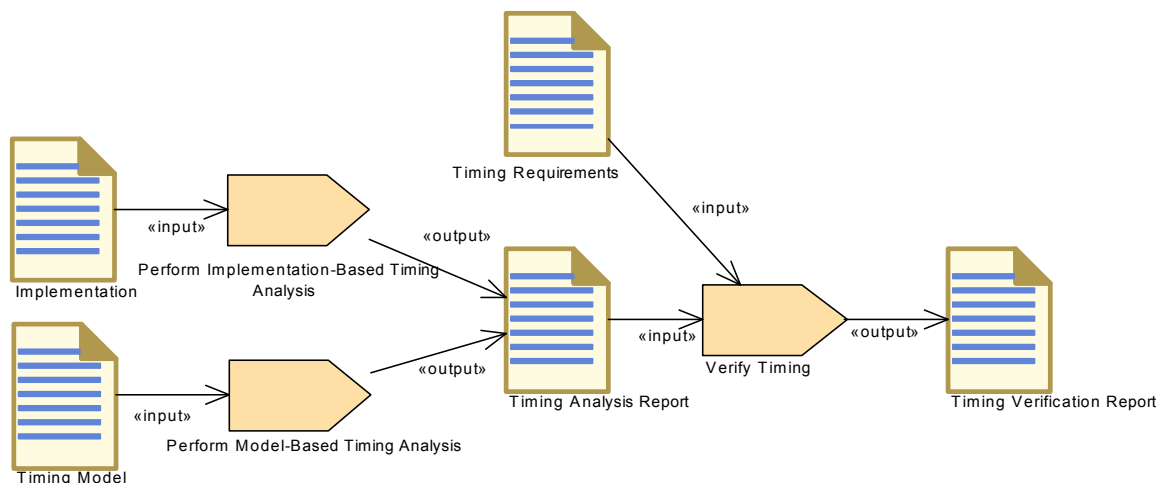 Timing Requirements
«input»
«input»
«output»
Perform Implementation-Based Timing
Analysis
Implementation
«input»
«output»
Verify Timing
«output»
Timing Analysis Report
Timing Verification Report
«input»
Perform Model-Based Timing Analysis
Timing Model